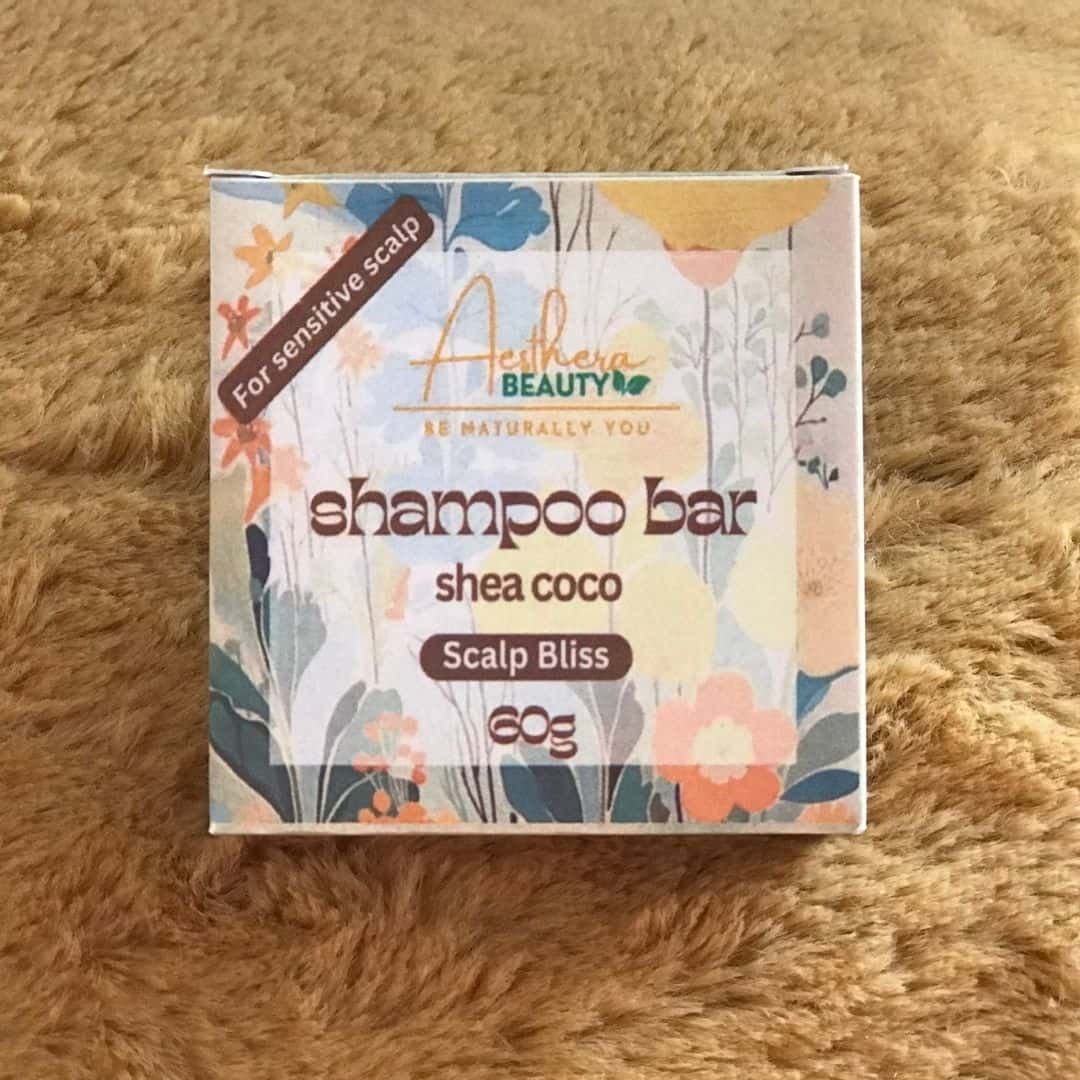 For sensitive scalp
Aesthera
BEAUTY
BE NATURALLY YOU
shampoo bar
shea coco
Scalp Bliss
60g